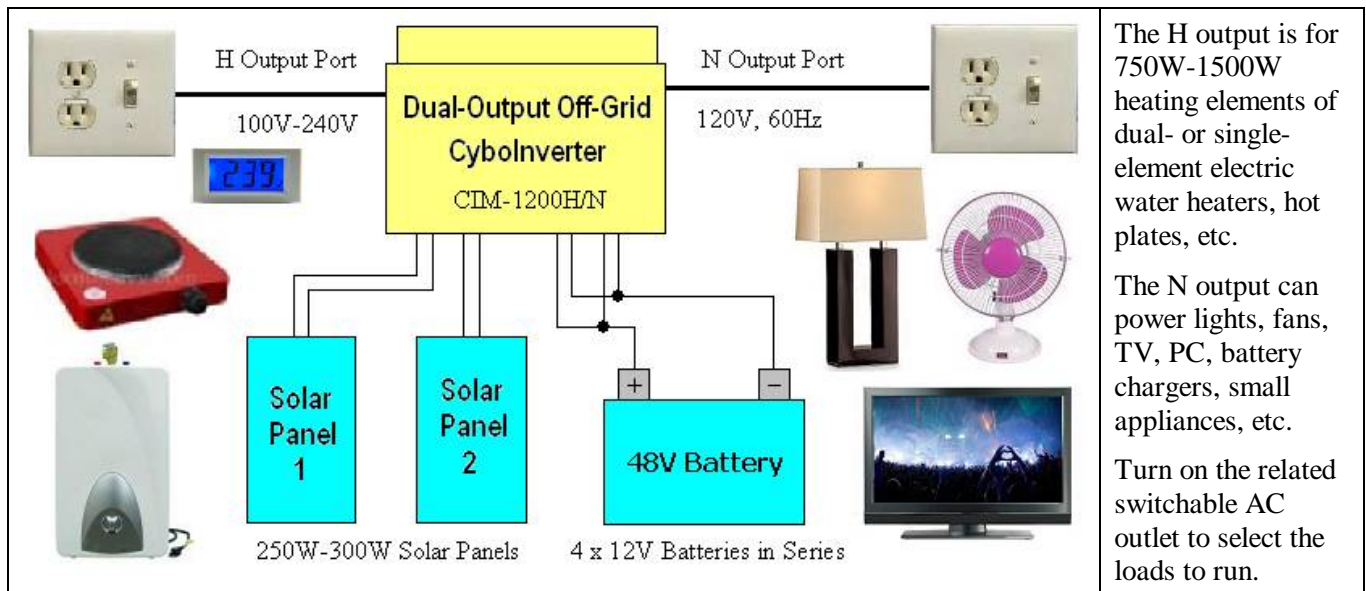 H Output Port
100V-240V
239.
Dual-Output Off-Grid
CyboInverter
CIM-1200H/N
N Output Port
120V, 60Hz
Solar
Panel
1
Solar
Panel
2
250W-300W Solar Panels
+
−
48V Battery
4 x 12V Batteries in Series
The H output is for
750W-1500W
heating elements of
dual- or single-
element electric
water heaters, hot
plates, etc.
The N output can
power lights, fans,
TV, PC, battery
chargers, small
appliances, etc.
Turn on the related
switchable AC
outlet to select the
loads to run.